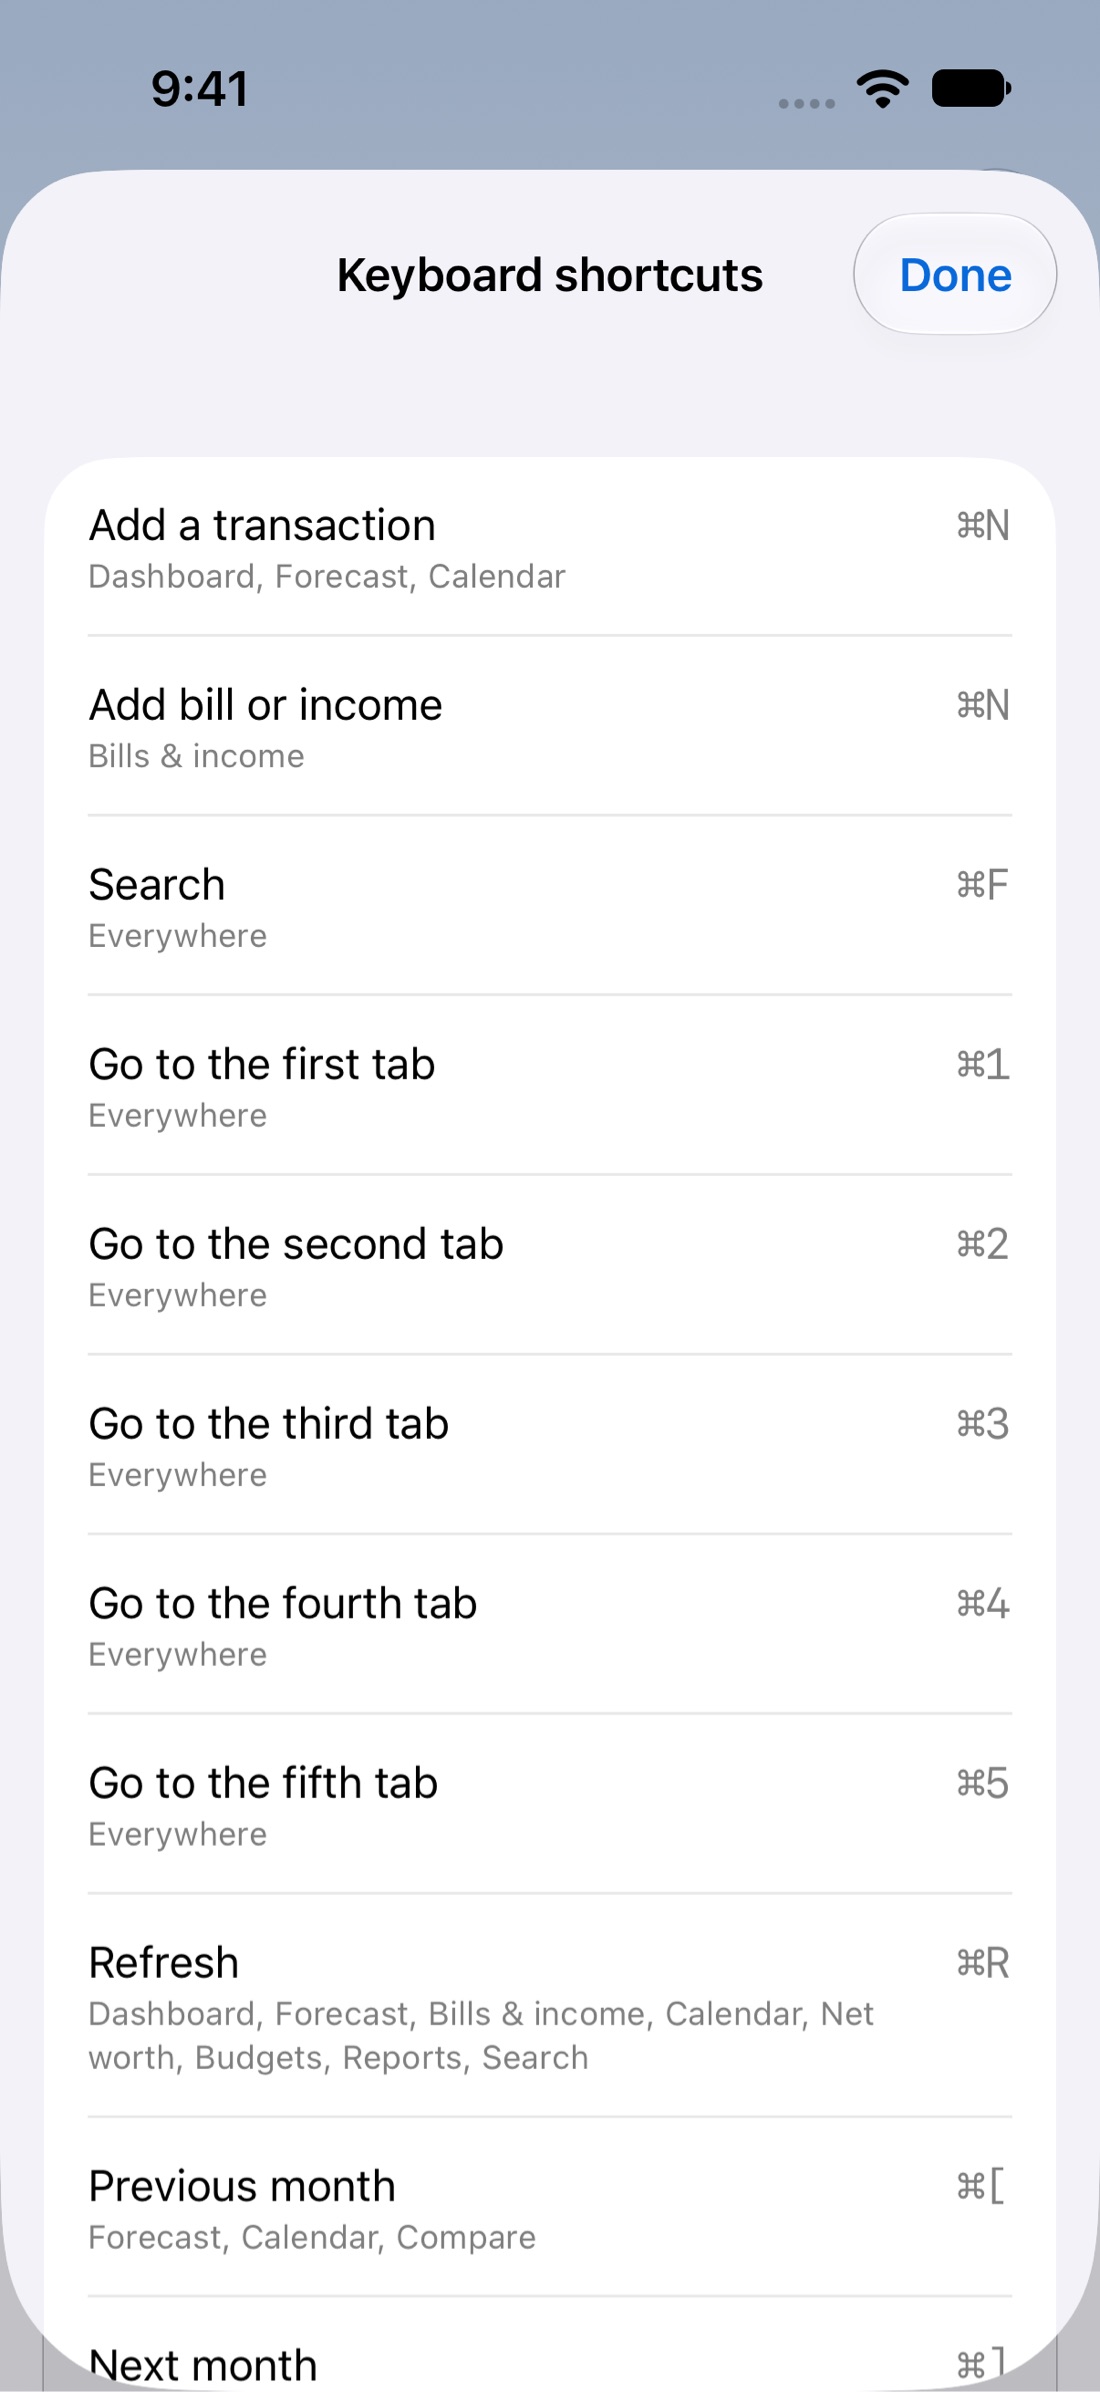 9:41
Keyboard shortcuts
Done
Add a transaction ⌘N
Dashboard, Forecast, Calendar
Add bill or income ⌘N
Bills & income
Search ⌘F
Everywhere
Go to the first tab ⌘1
Everywhere
Go to the second tab ⌘2
Everywhere
Go to the third tab ⌘3
Everywhere
Go to the fourth tab ⌘4
Everywhere
Go to the fifth tab ⌘5
Everywhere
Refresh ⌘R
Dashboard, Forecast, Bills & income, Calendar, Net
worth, Budgets, Reports, Search
Previous month ⌘[
Forecast, Calendar, Compare
Next month ⌘]